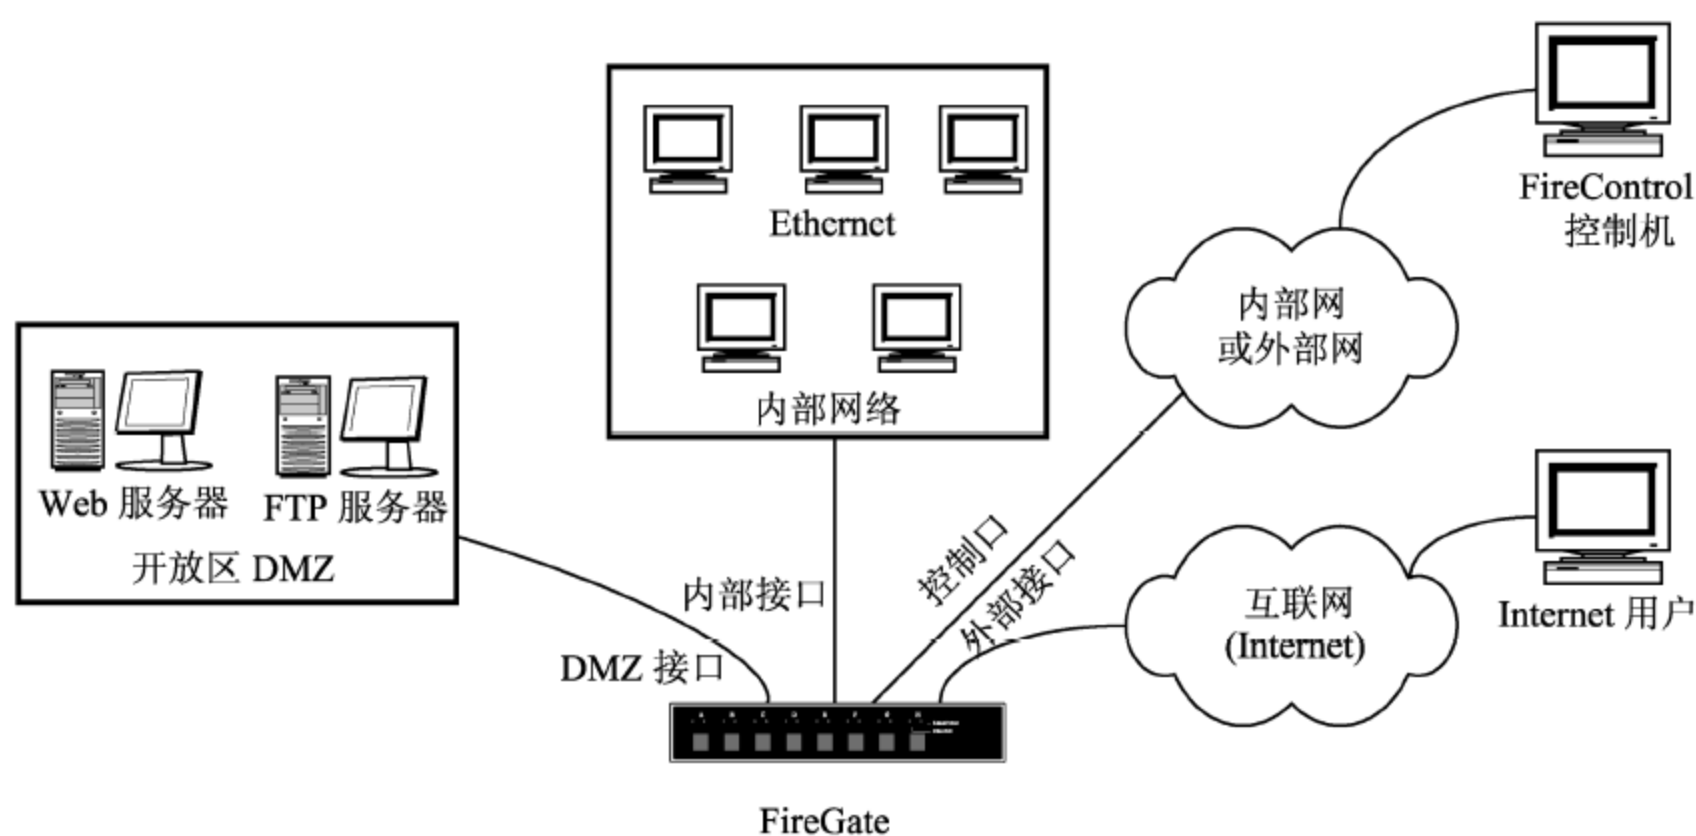 Ethernet
内部网络
FireControl
控制机
内部网
或外部网
Web 服务器
FTP 服务器
开放区 DMZ
内部接口
控制口
外部接口
DMZ 接口
互联网
(Internet)
Internet 用户
FireGate